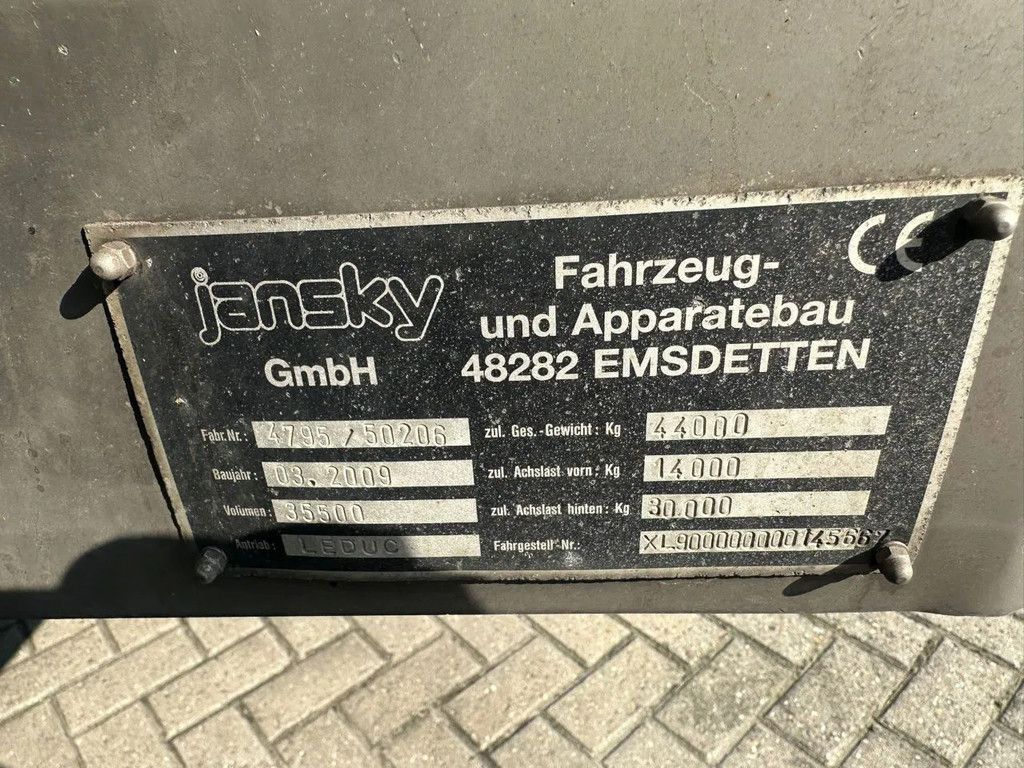 jansky
GmbH
Fahrzeug-
und Apparatebau
48282 EMSDETTEN
CE
Fabr.Nr.: 4795/50206
Baujahr: 03.2009
Volumen: 35500
Antrieb: LEDUC
zul. Ges.-Gewicht: Kg 44000
zul. Achslast vorn: Kg 14000
zul. Achslast hinten: Kg 30.000
Fahrgestell-Nr.: